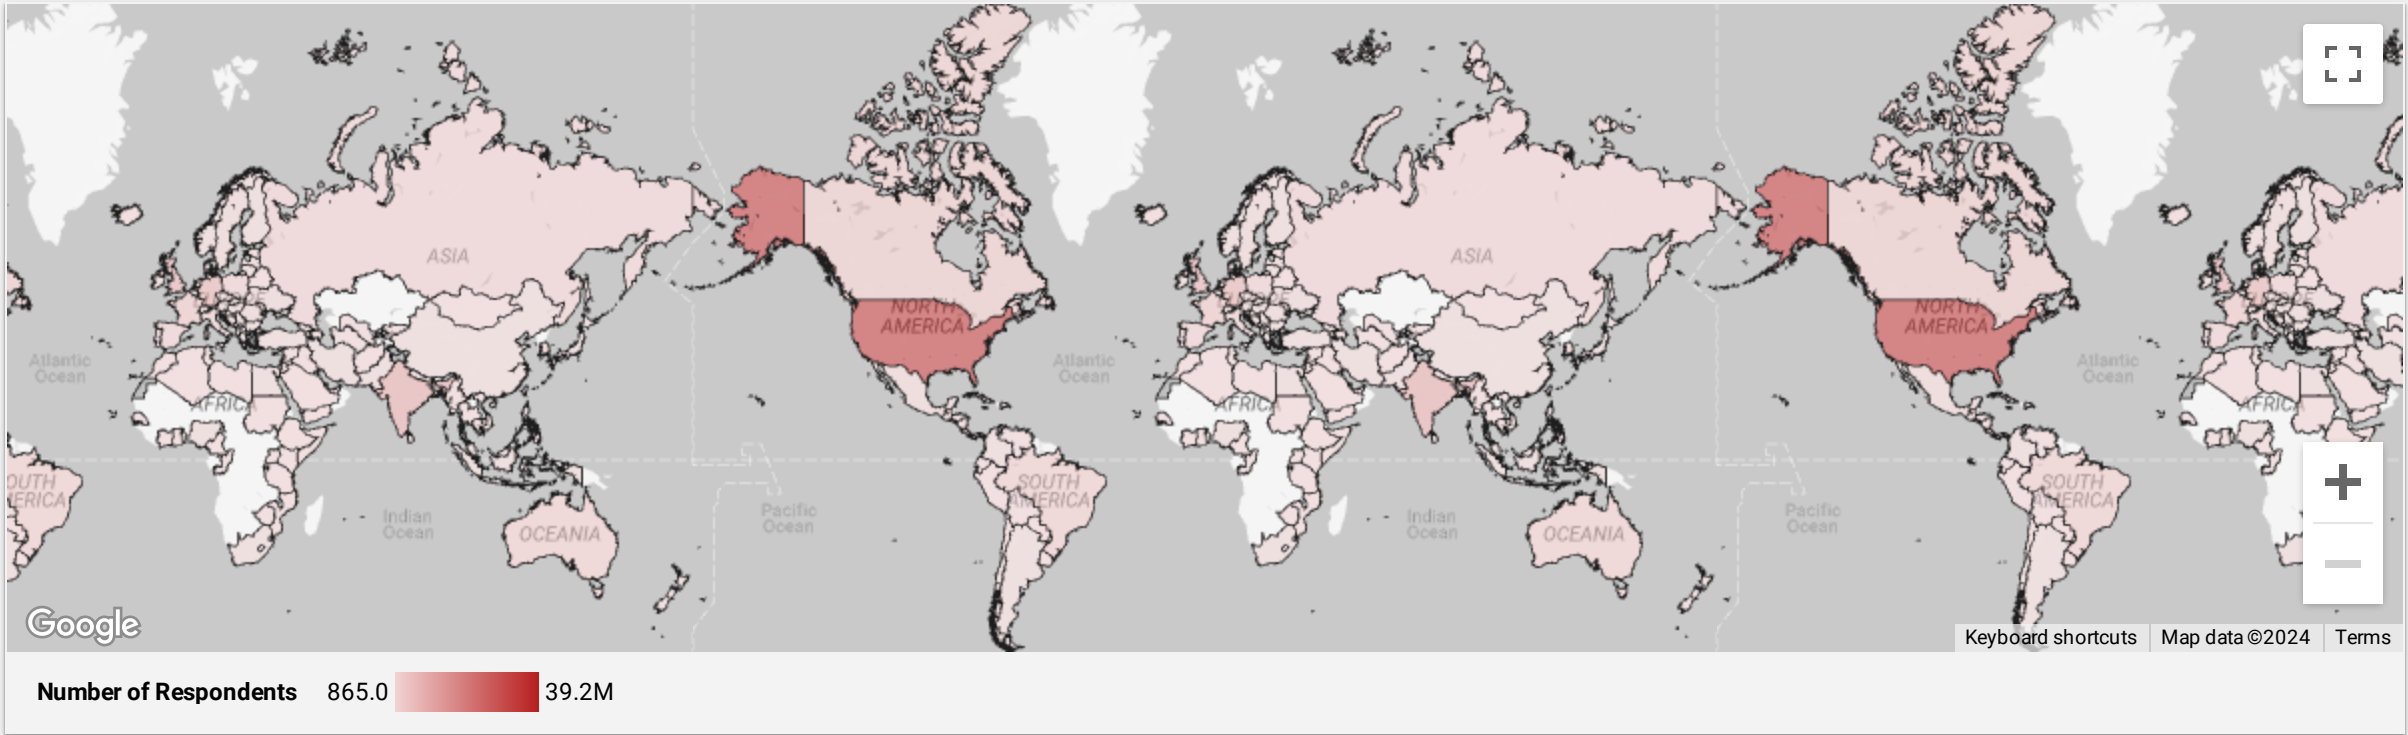 ASIA
NORTH
AMERICA
ASIA
NORTH
AMERICA
Atlantic
Ocean
Atlantic
Ocean
Atlantic
Ocean
AFRICA
AFRICA
AFRICA
SOUTH
AMERICA
SOUTH
AMERICA
OCEANIA
OCEANIA
Indian
Ocean
Pacific
Ocean
Indian
Ocean
Pacific
Ocean
Google
Keyboard shortcuts
Map data ©2024
Terms
Number of Respondents 865.0 39.2M